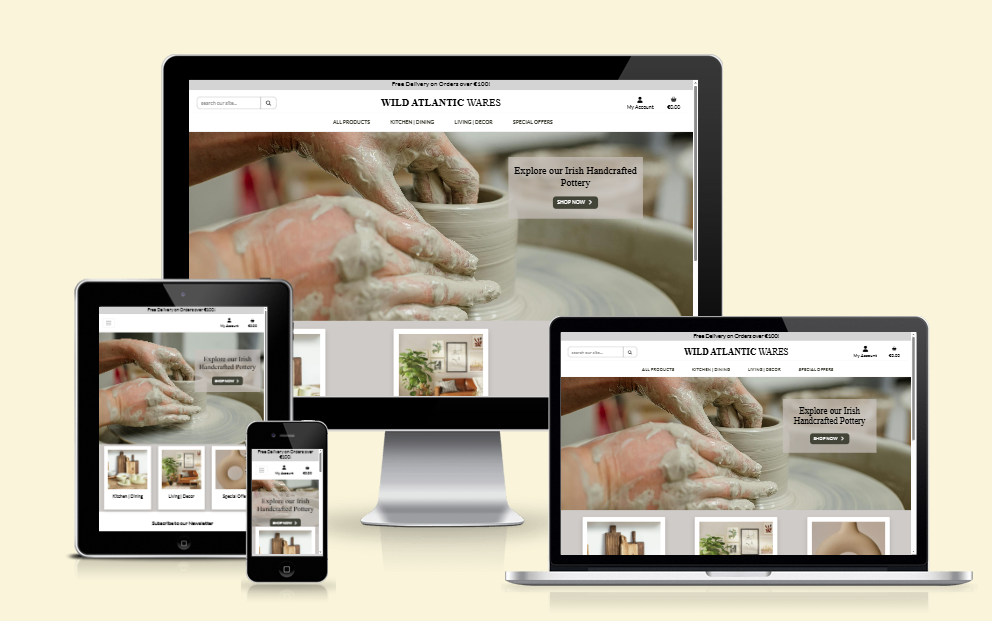 Free Delivery on Orders over €100!
search our site...
WILD ATLANTIC WARES
My Account
€0.00
ALL PRODUCTS
KITCHEN | DINING
LIVING | DECOR
SPECIAL OFFERS
Explore our Irish Handcrafted
Pottery
SHOP NOW
Free Delivery on Orders over €100!
My Account
€0.00
Explore our Irish
Handcrafted Pottery
SHOP NOW
Kitchen | Dining
Living | Decor
Special Offe
Subscribe to our Newsletter
Free Delivery on Orders over
€100!
My Account
€0.00
Explore our Irish
Handcrafted Pottery
SHOP NOW
Free Delivery on Orders over €100!
search our site...
WILD ATLANTIC WARES
My Account
€0.00
ALL PRODUCTS
KITCHEN | DINING
LIVING | DECOR
SPECIAL OFFERS
Explore our Irish
Handcrafted Pottery
SHOP NOW